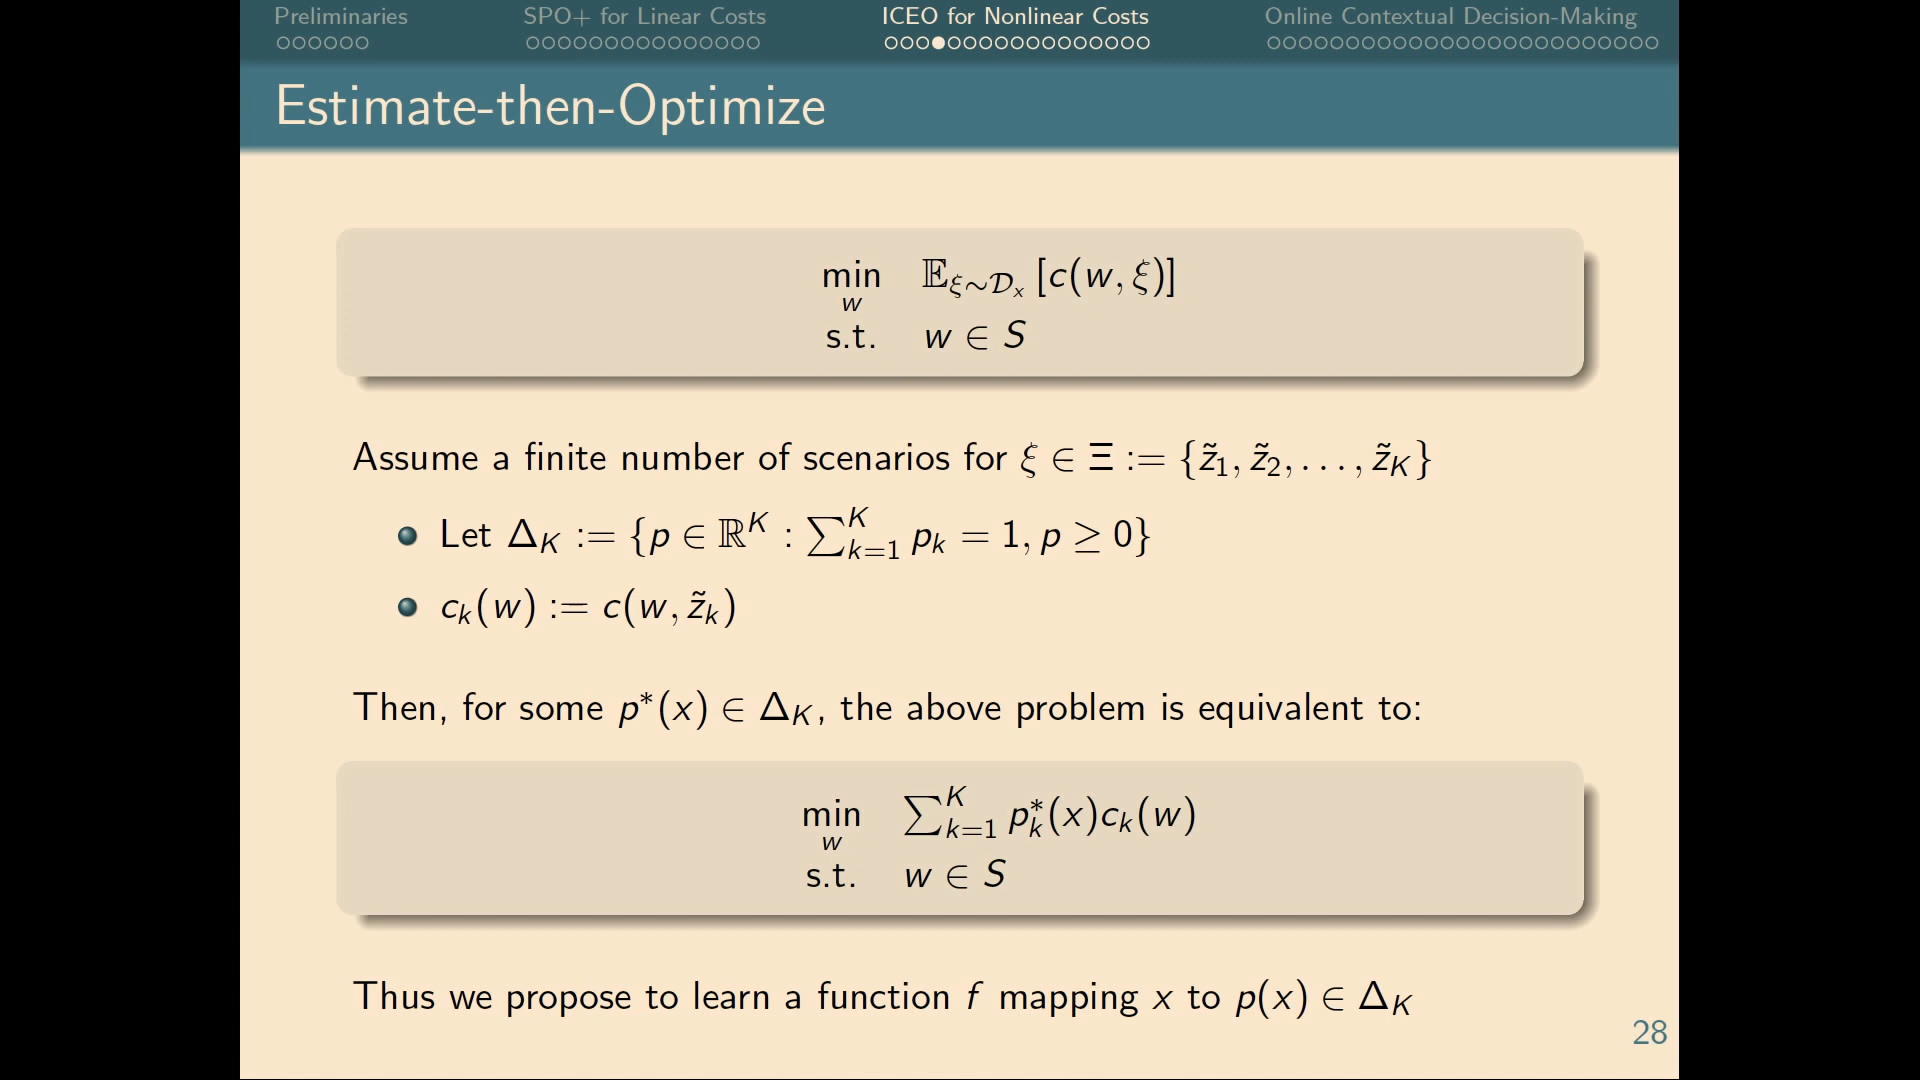 Preliminaries
SPO+ for Linear Costs
ICEO for Nonlinear Costs
Online Contextual Decision-Making
Estimate-then-Optimize
min_w 𝔼_{ξ∼𝒟_x} [c(w, ξ)]
s.t. w ∈ S
Assume a finite number of scenarios for ξ ∈ Ξ := {z̃₁, z̃₂, . . . , z̃_K}
Let Δ_K := {p ∈ ℝ^K : ∑_{k=1}^K p_k = 1, p ≥ 0}
c_k(w) := c(w, z̃_k)
Then, for some p*(x) ∈ Δ_K, the above problem is equivalent to:
min_w ∑_{k=1}^K p*_k(x)c_k(w)
s.t. w ∈ S
Thus we propose to learn a function f mapping x to p(x) ∈ Δ_K
28